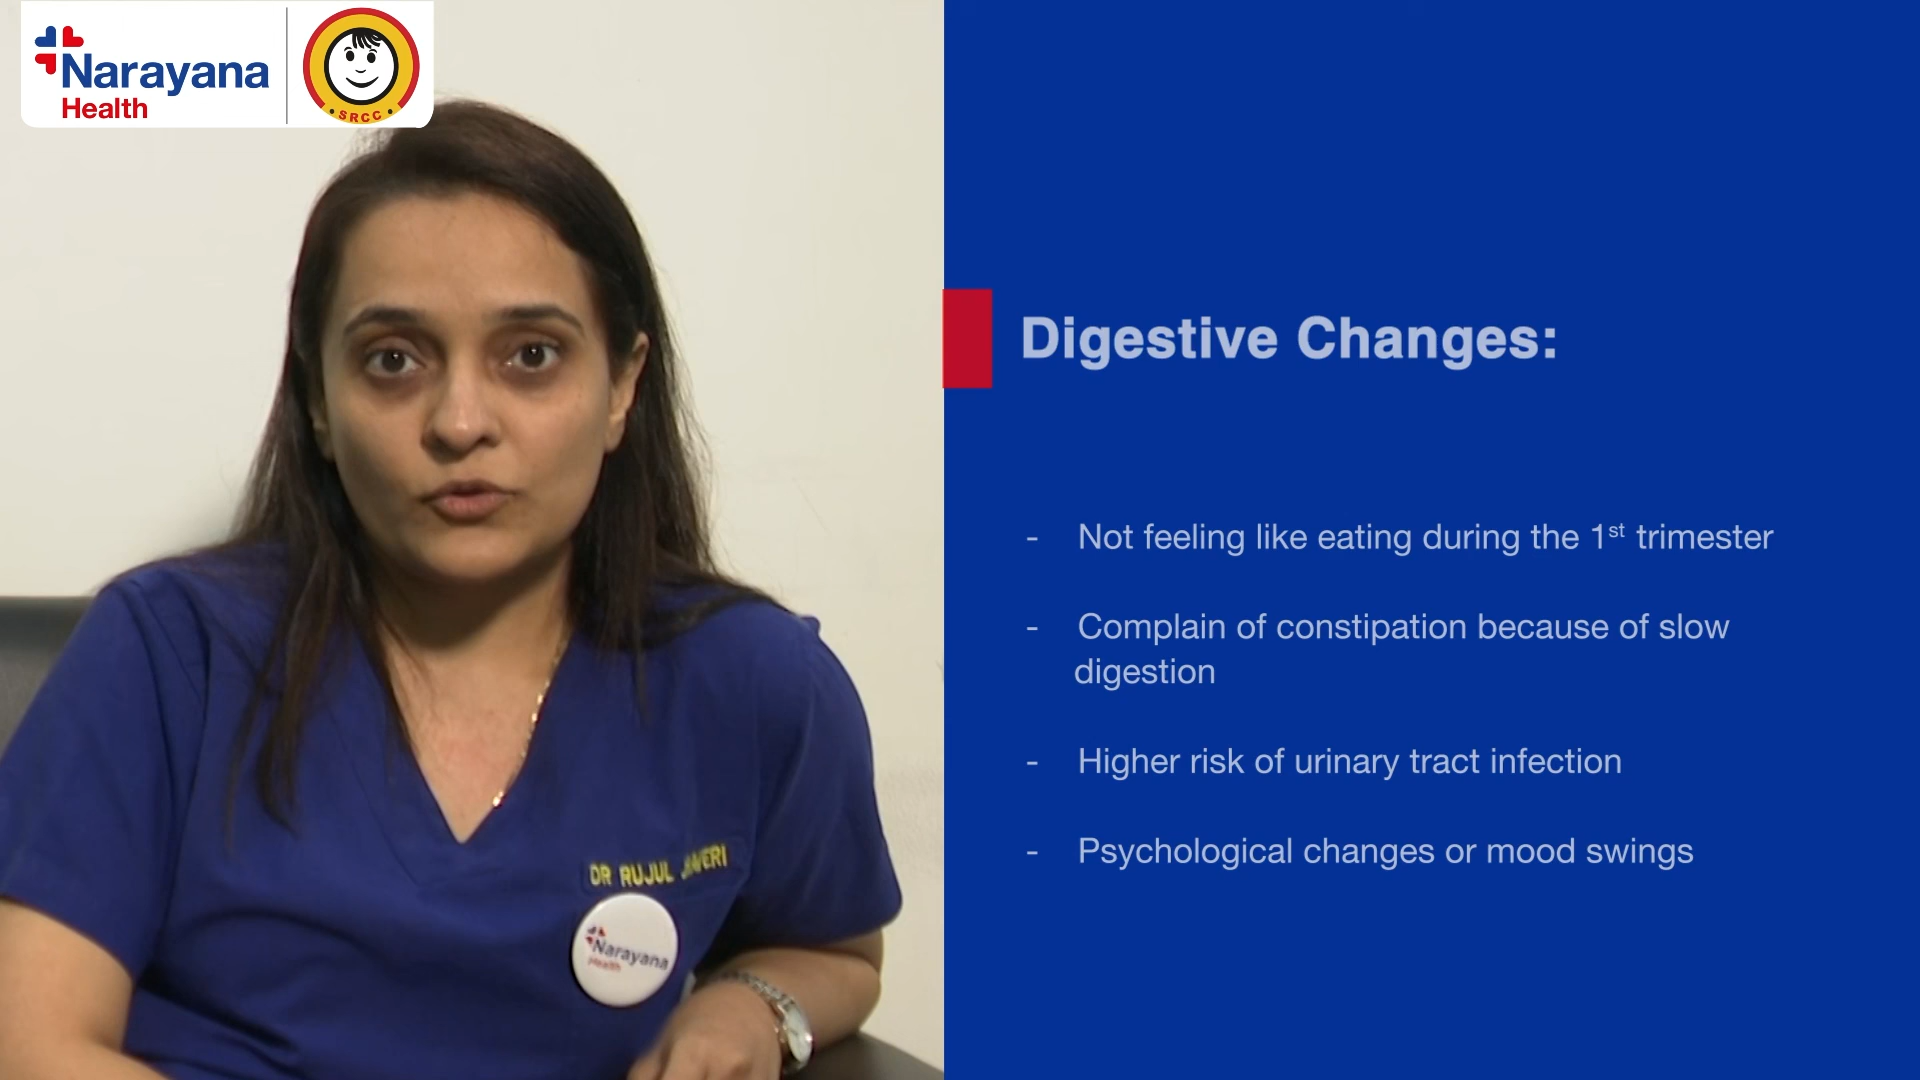 Narayana
Health
SRCC
Digestive Changes:
- Not feeling like eating during the 1st trimester
- Complain of constipation because of slow
digestion
- Higher risk of urinary tract infection
- Psychological changes or mood swings
DR RUJUL
Narayana
Health